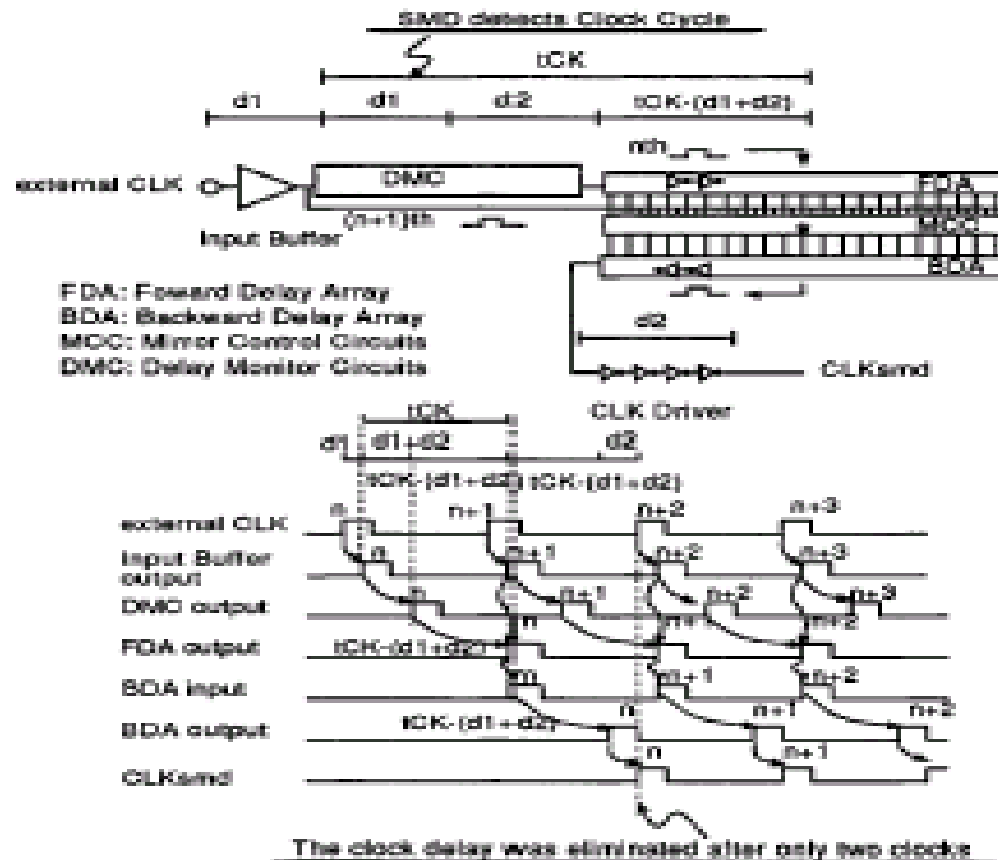 SMD detects Clock Cycle
tCK
d1 d1 d2 tCK-(d1+d2)
nth
external CLK DMC FDA
(n+1)th MCC
Input Buffer BDA
FDA: Foward Delay Array
BDA: Backward Delay Array
MCC: Mirror Control Circuits
DMC: Delay Monitor Circuits
d2
CLKsmd
tCK CLK Driver
d1 d1+d2 d2
tCK-(d1+d2) tCK-(d1+d2)
external CLK n n+1 n+2 n+3
Input Buffer output n n+1 n+2 n+3
DMC output n n+1 n+2 n+3
FDA output tCK-(d1+d2) n n+1 n+2
BDA input n n+1 n+2
BDA output tCK-(d1+d2) n n+1 n+2
CLKsmd n n+1
The clock delay was eliminated after only two clocks